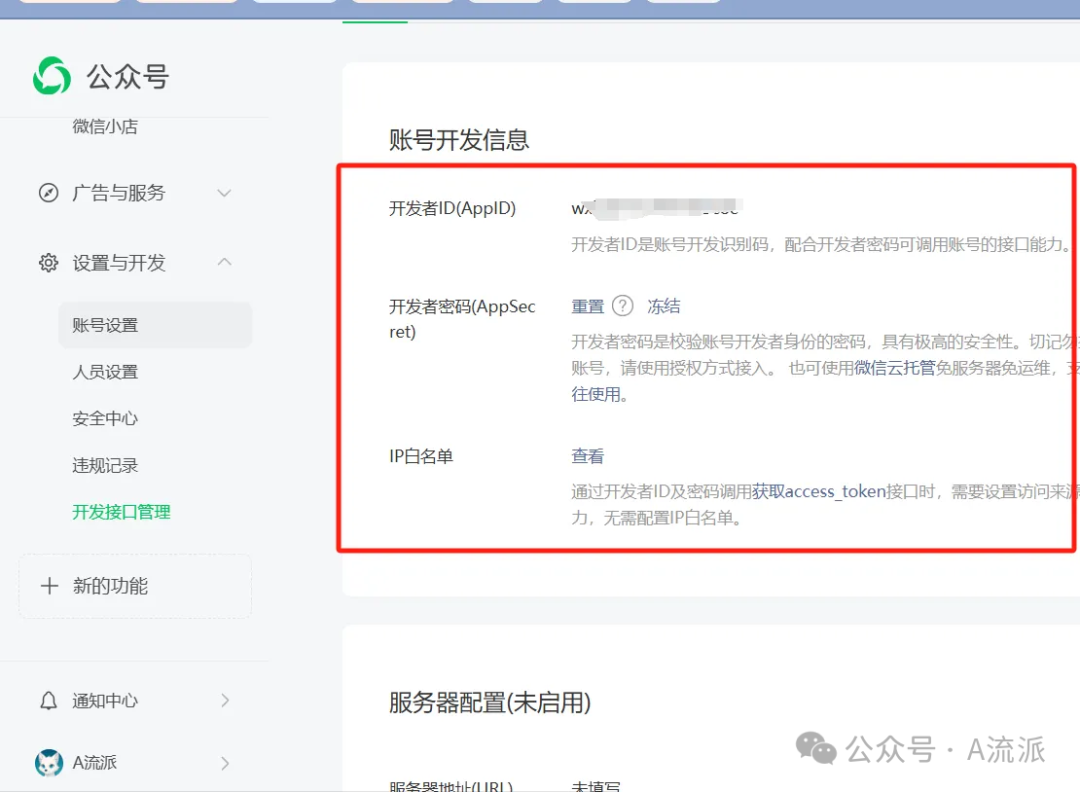 公众号
微信小店
广告与服务
设置与开发
账号设置
人员设置
安全中心
违规记录
开发接口管理
新的功能
通知中心
A流派
账号开发信息
开发者ID(AppID)
开发者ID是账号开发识别码，配合开发者密码可调用账号的接口能力。
开发者密码(AppSec
ret)
重置 冻结
开发者密码是校验账号开发者身份的密码，具有极高的安全性。切记勿
账号，请使用授权方式接入。 也可使用微信云托管免服务器免运维，
往使用。
IP白名单
查看
通过开发者ID及密码调用获取access_token接口时，需要设置访问来源
力，无需配置IP白名单。
服务器配置(未启用)
服务器地址(URL) 未填写
公众号 · A流派